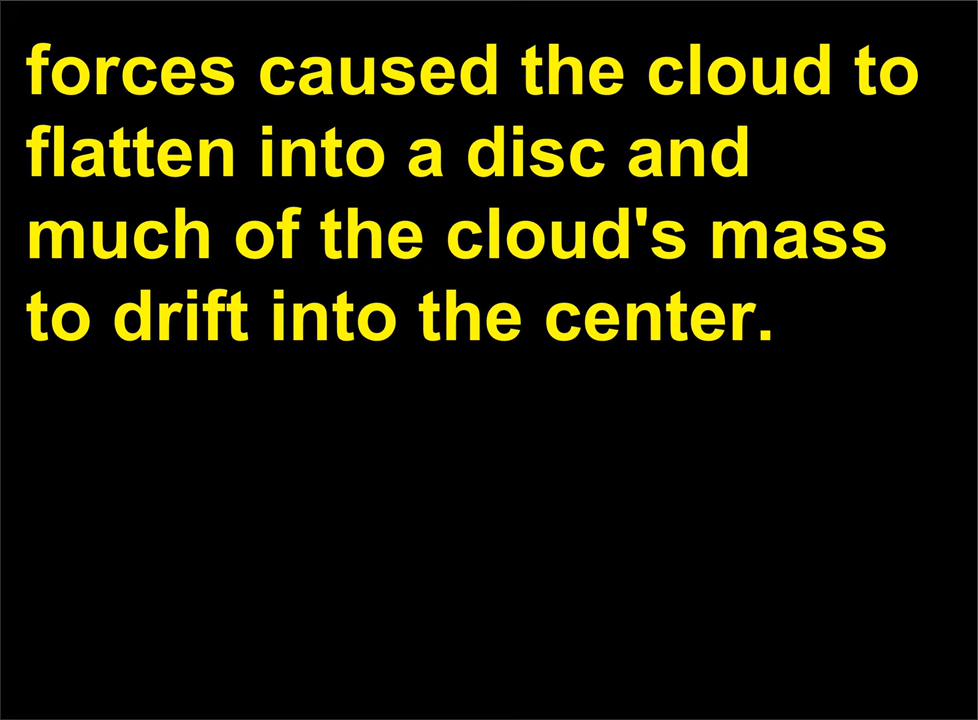 forces caused the cloud to
flatten into a disc and
much of the cloud's mass
to drift into the center.